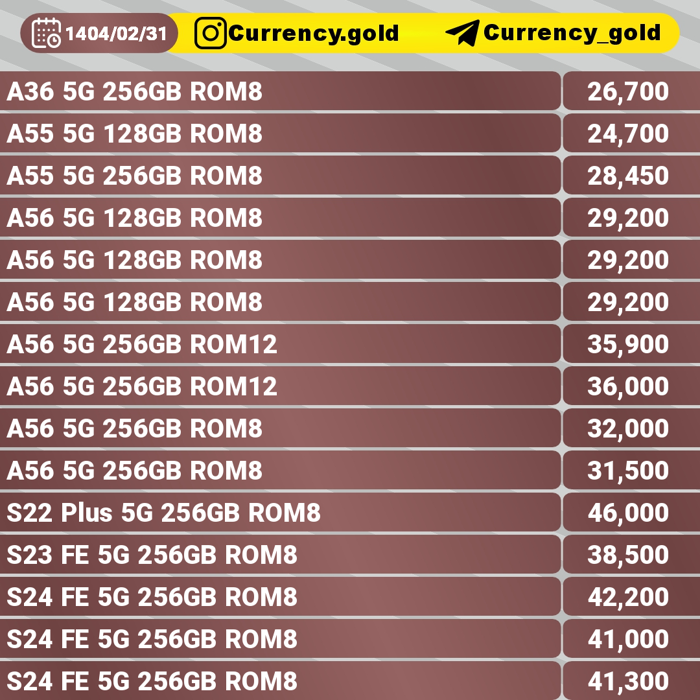 1404/02/31 Currency.gold Currency_gold
A36 5G 256GB ROM8 26,700
A55 5G 128GB ROM8 24,700
A55 5G 256GB ROM8 28,450
A56 5G 128GB ROM8 29,200
A56 5G 128GB ROM8 29,200
A56 5G 128GB ROM8 29,200
A56 5G 256GB ROM12 35,900
A56 5G 256GB ROM12 36,000
A56 5G 256GB ROM8 32,000
A56 5G 256GB ROM8 31,500
S22 Plus 5G 256GB ROM8 46,000
S23 FE 5G 256GB ROM8 38,500
S24 FE 5G 256GB ROM8 42,200
S24 FE 5G 256GB ROM8 41,000
S24 FE 5G 256GB ROM8 41,300